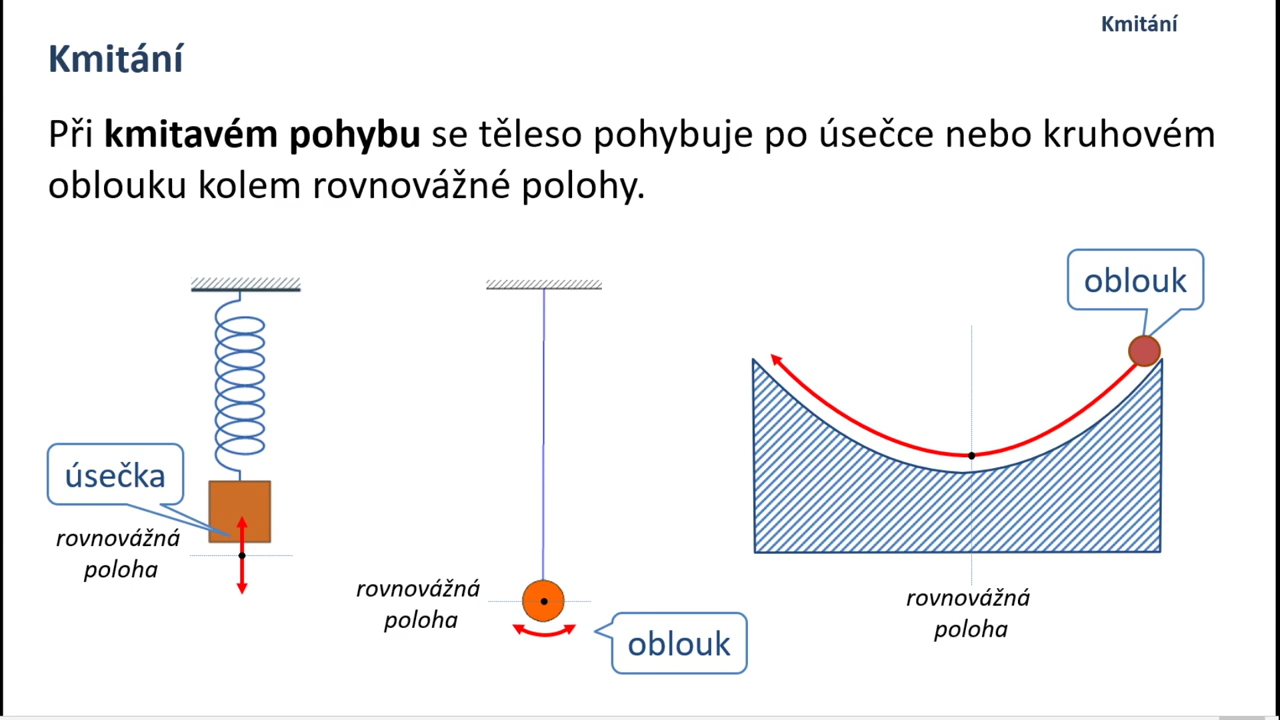 Kmitání
Kmitání
Při kmitavém pohybu se těleso pohybuje po úsečce nebo kruhovém
oblouku kolem rovnovážné polohy.
oblouk
úsečka
rovnovážná
poloha
rovnovážná
poloha
oblouk
rovnovážná
poloha